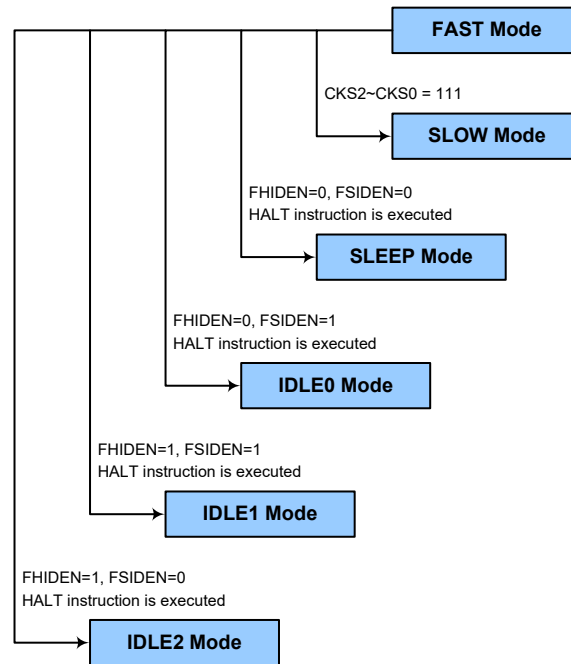 FAST Mode
CKS2~CKS0 = 111
SLOW Mode
FHIDEN=0, FSIDEN=0
HALT instruction is executed
SLEEP Mode
FHIDEN=0, FSIDEN=1
HALT instruction is executed
IDLE0 Mode
FHIDEN=1, FSIDEN=1
HALT instruction is executed
IDLE1 Mode
FHIDEN=1, FSIDEN=0
HALT instruction is executed
IDLE2 Mode